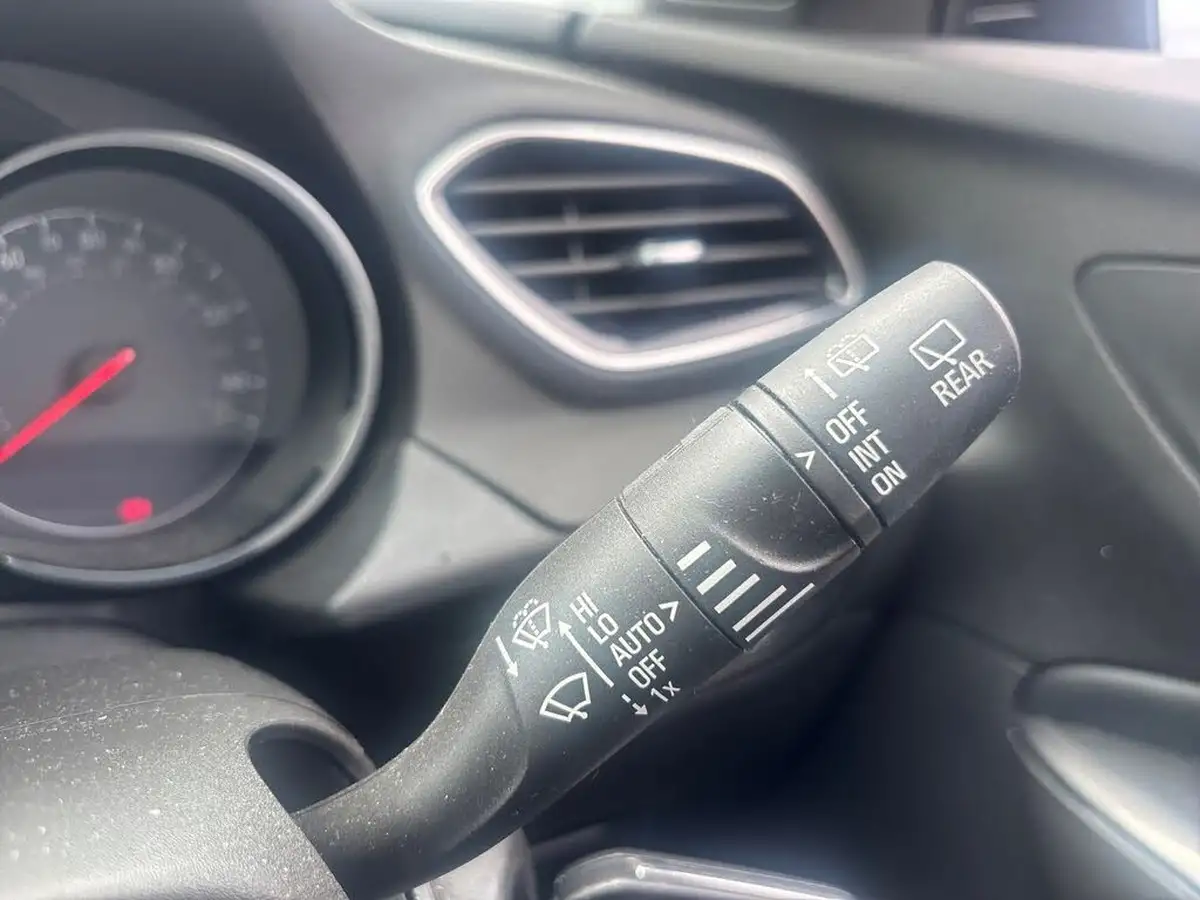 REAR
OFF
INT
ON
HI
LO
AUTO >
OFF
1x